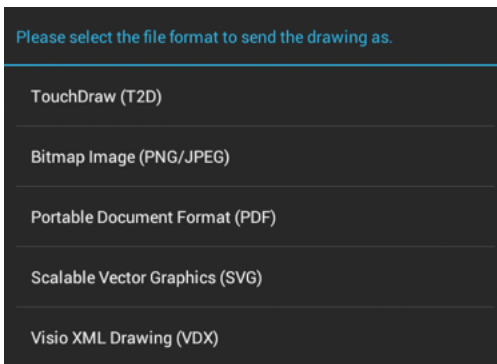 Please select the file format to send the drawing as.
TouchDraw (T2D)
Bitmap Image (PNG/JPEG)
Portable Document Format (PDF)
Scalable Vector Graphics (SVG)
Visio XML Drawing (VDX)